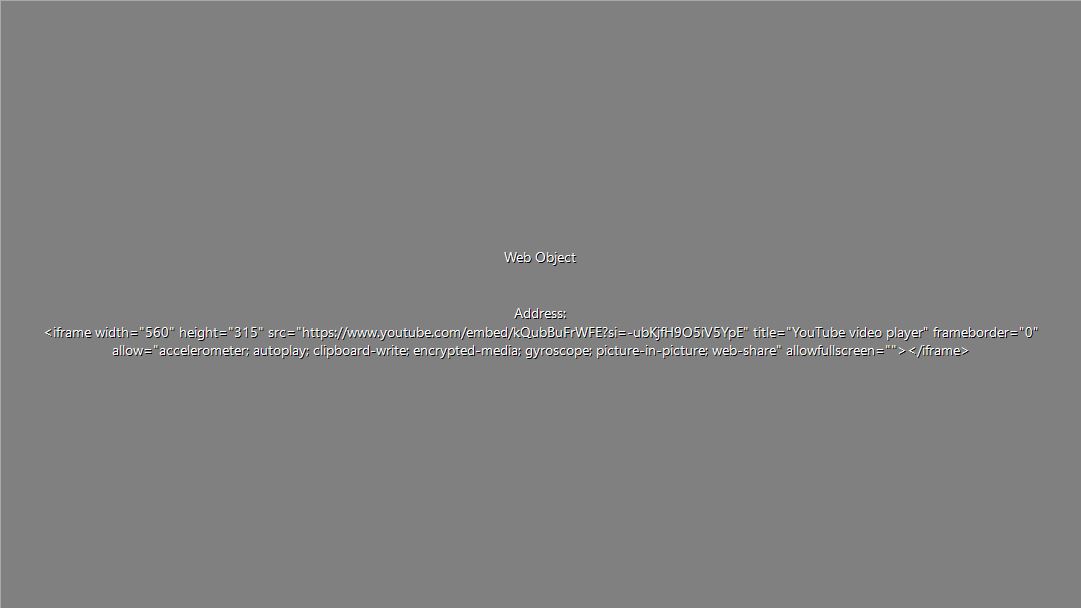 Web Object
Address:
<iframe width="560" height="315" src="https://www.youtube.com/embed/kQubBuFrWFE?si=-ubKjfH9O5iV5YpE" title="YouTube video player" frameborder="0"
allow="accelerometer; autoplay; clipboard-write; encrypted-media; gyroscope; picture-in-picture; web-share" allowfullscreen=""></iframe>